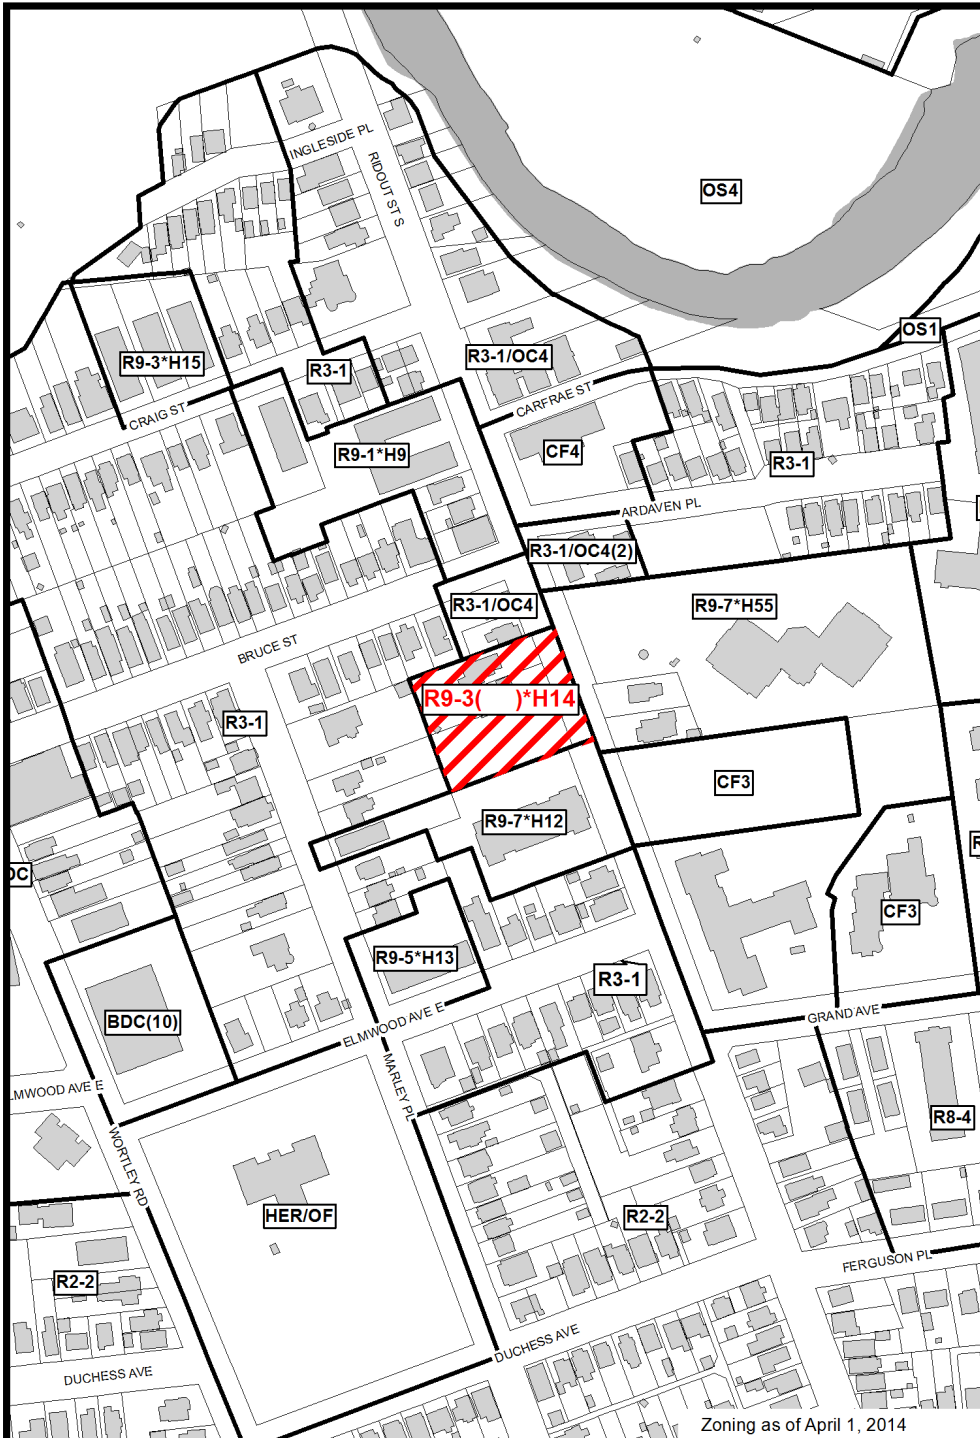 INGLESIDE PL
RIDOUT ST S
OS4
OS1
R9-3*H15
R3-1
R3-1/OC4
CRAIG ST
CARFRAE ST
R9-1*H9
CF4
R3-1
ARDAVEN PL
R3-1/OC4(2)
R3-1/OC4
R9-7*H55
BRUCE ST
R9-3( )*H14
R3-1
CF3
R9-7*H12
CF3
R9-5*H13
R3-1
BDC(10)
GRAND AVE
ELMWOOD AVE E
LMWOOD AVE E
MARLEY PL
R8-4
WORTLEY RD
HER/OF
R2-2
FERGUSON PL
R2-2
DUCHESS AVE
DUCHESS AVE
Zoning as of April 1, 2014